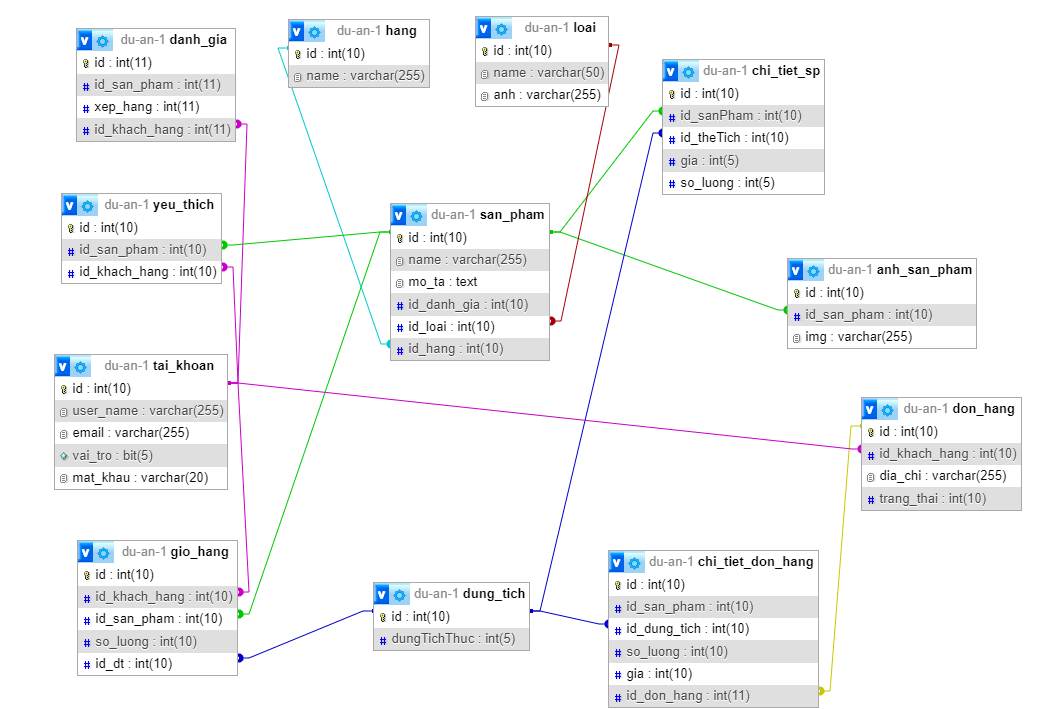 du-an-1 danh_gia
id : int(11)
id_san_pham : int(11)
xep_hang : int(11)
id_khach_hang : int(11)
du-an-1 hang
id : int(10)
name : varchar(255)
du-an-1 loai
id : int(10)
name : varchar(50)
anh : varchar(255)
du-an-1 chi_tiet_sp
id : int(10)
id_sanPham : int(10)
id_theTich : int(10)
gia : int(5)
so_luong : int(5)
du-an-1 yeu_thich
id : int(10)
id_san_pham : int(10)
id_khach_hang : int(10)
du-an-1 san_pham
id : int(10)
name : varchar(255)
mo_ta : text
id_danh_gia : int(10)
id_loai : int(10)
id_hang : int(10)
du-an-1 anh_san_pham
id : int(10)
id_san_pham : int(10)
img : varchar(255)
du-an-1 tai_khoan
id : int(10)
user_name : varchar(255)
email : varchar(255)
vai_tro : bit(5)
mat_khau : varchar(20)
du-an-1 don_hang
id : int(10)
id_khach_hang : int(10)
dia_chi : varchar(255)
trang_thai : int(10)
du-an-1 gio_hang
id : int(10)
id_khach_hang : int(10)
id_san_pham : int(10)
so_luong : int(10)
id_dt : int(10)
du-an-1 dung_tich
id : int(10)
dungTichThuc : int(5)
du-an-1 chi_tiet_don_hang
id : int(10)
id_san_pham : int(10)
id_dung_tich : int(10)
so_luong : int(10)
gia : int(10)
id_don_hang : int(11)